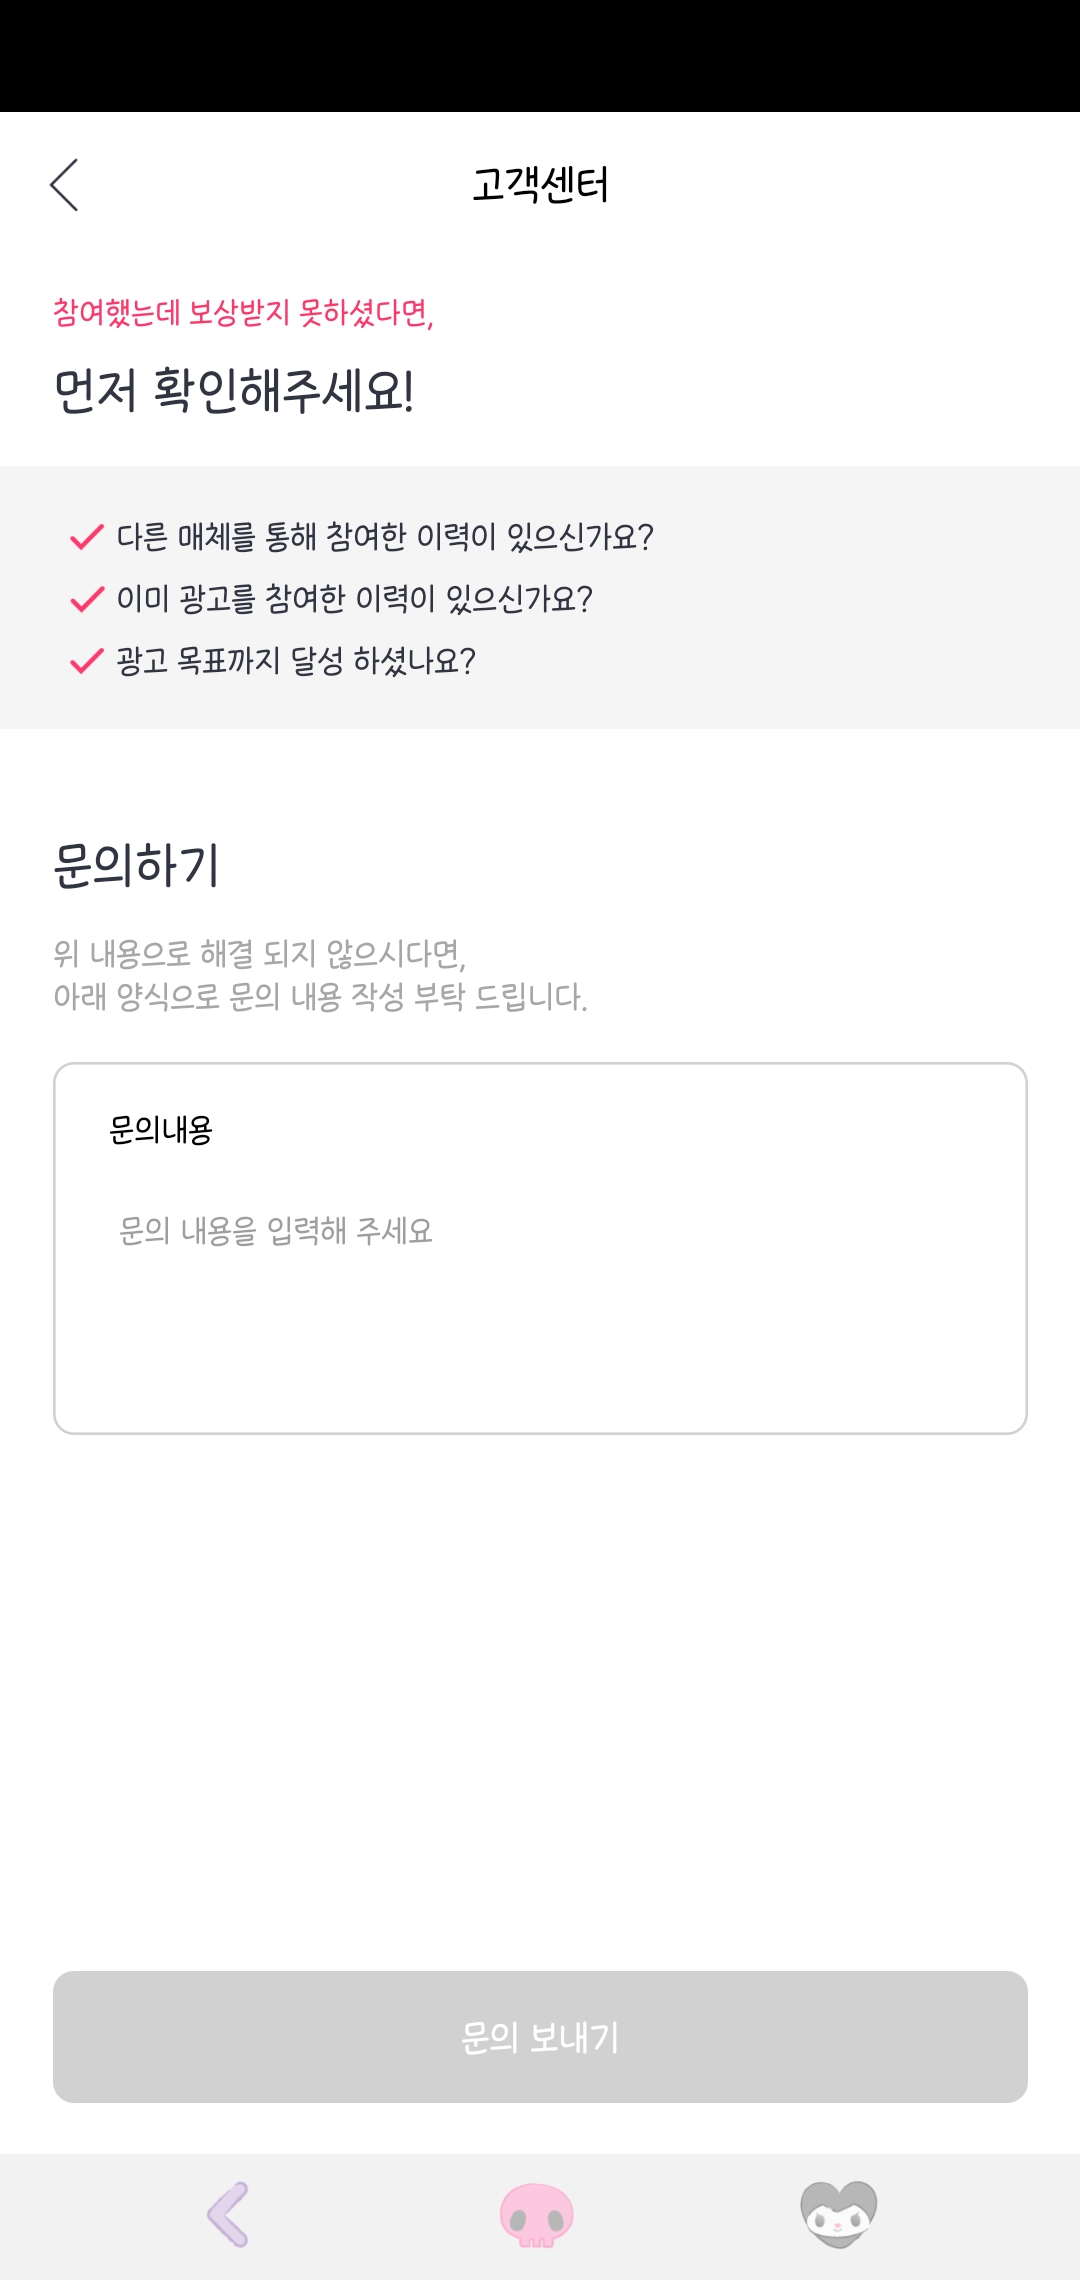 고객센터
참여했는데 보상받지 못하셨다면,
먼저 확인해주세요!
다른 매체를 통해 참여한 이력이 있으신가요?
이미 광고를 참여한 이력이 있으신가요?
광고 목표까지 달성 하셨나요?
문의하기
위 내용으로 해결 되지 않으시다면,
아래 양식으로 문의 내용 작성 부탁 드립니다.
문의내용
문의 내용을 입력해 주세요
문의 보내기